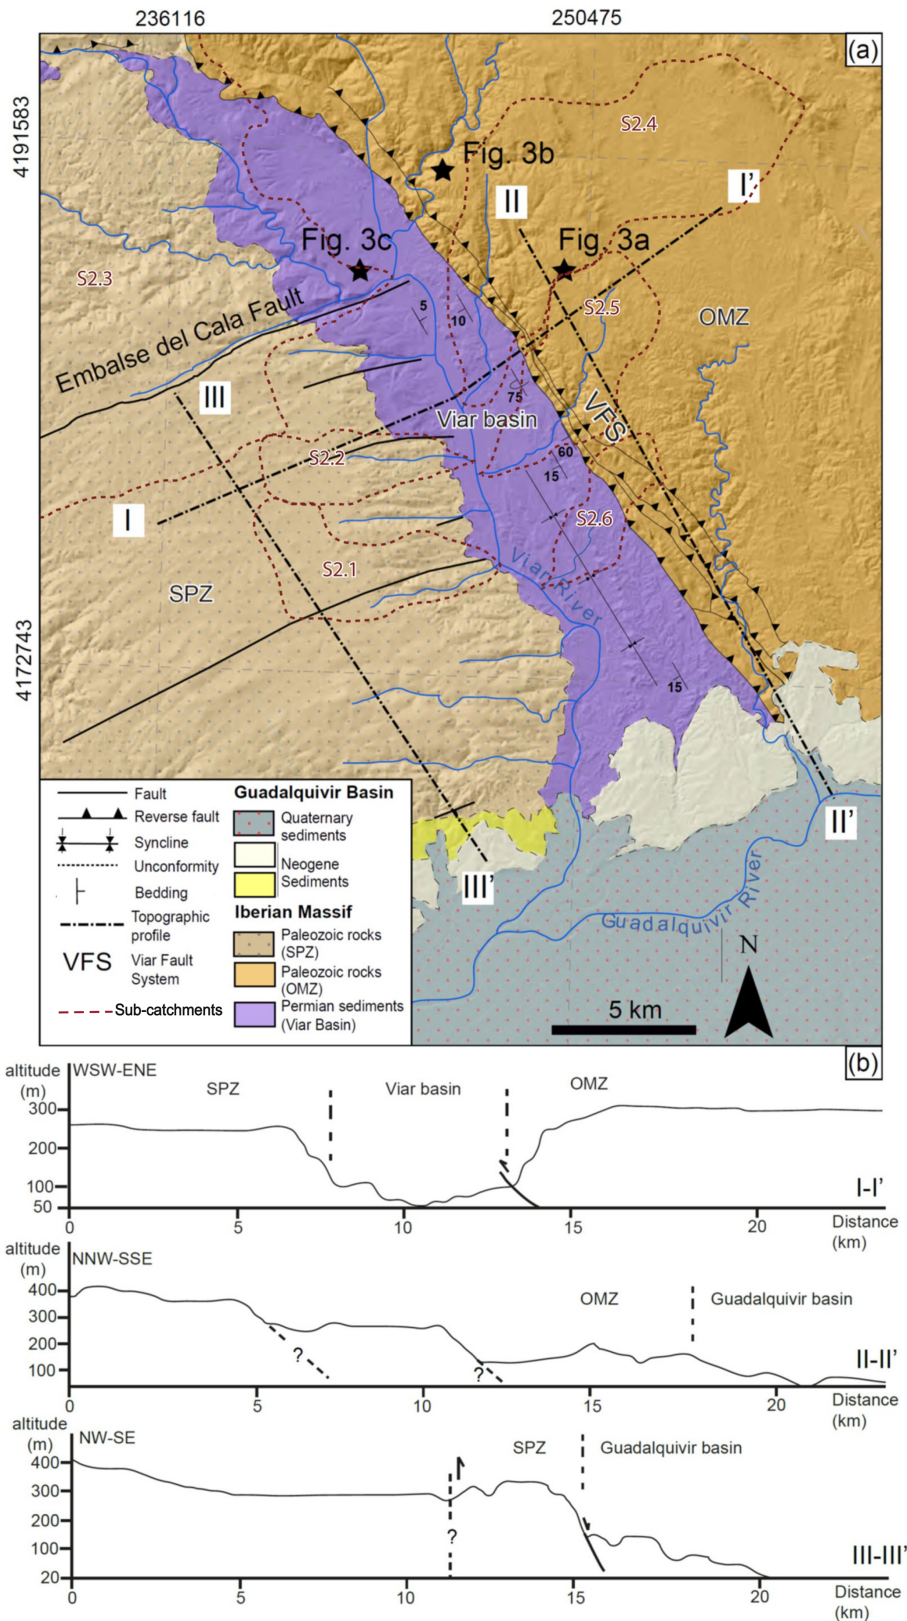 236116
250475
(a)
4191583
4172743
S2.4
Fig. 3b
II
I'
Fig. 3c
Fig. 3a
S2.3
S2.5
OMZ
5
10
Embalse del Cala Fault
III
75
VFS
Viar basin
60
15
S2.2
I
S2.6
S2.1
SPZ
Viar River
15
II'
III'
Guadalquivir River
N
5 km
Fault
Reverse fault
Syncline
Unconformity
Bedding
Topographic
profile
VFS
Viar Fault
System
Sub-catchments
Guadalquivir Basin
Quaternary
sediments
Neogene
Sediments
Iberian Massif
Paleozoic rocks
(SPZ)
Paleozoic rocks
(OMZ)
Permian sediments
(Viar Basin)
(b)
altitude
(m)
WSW-ENE
SPZ
Viar basin
OMZ
300
200
100
50
I-I'
0
5
10
15
20
Distance
(km)
altitude
(m)
NNW-SSE
OMZ
Guadalquivir basin
400
300
200
100
?
?
II-II'
0
5
10
15
20
Distance
(km)
altitude
(m)
NW-SE
SPZ
Guadalquivir basin
400
300
200
100
20
?
III-III'
0
5
10
15
20
Distance
(km)